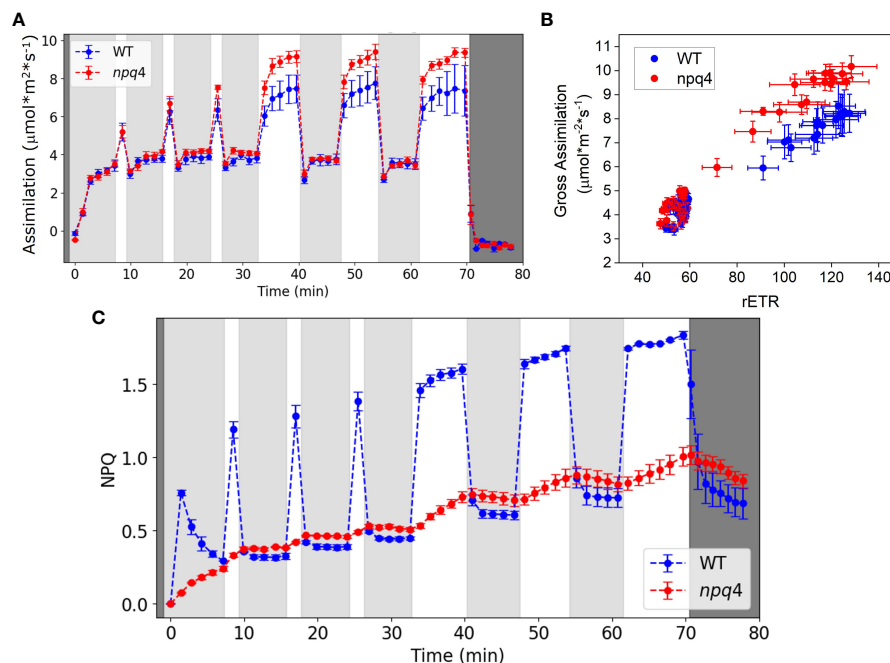 A
WT
npq4
Assimilation (μmol*m²*s⁻¹)
10
8
6
4
2
0
0 10 20 30 40 50 60 70 80
Time (min)
B
WT
npq4
Gross Assimilation
(μmol*m-2*s-1)
11
10
9
8
7
6
5
4
3
2
40 60 80 100 120 140
rETR
C
NPQ
1.5
1.0
0.5
0.0
WT
npq4
0 10 20 30 40 50 60 70 80
Time (min)